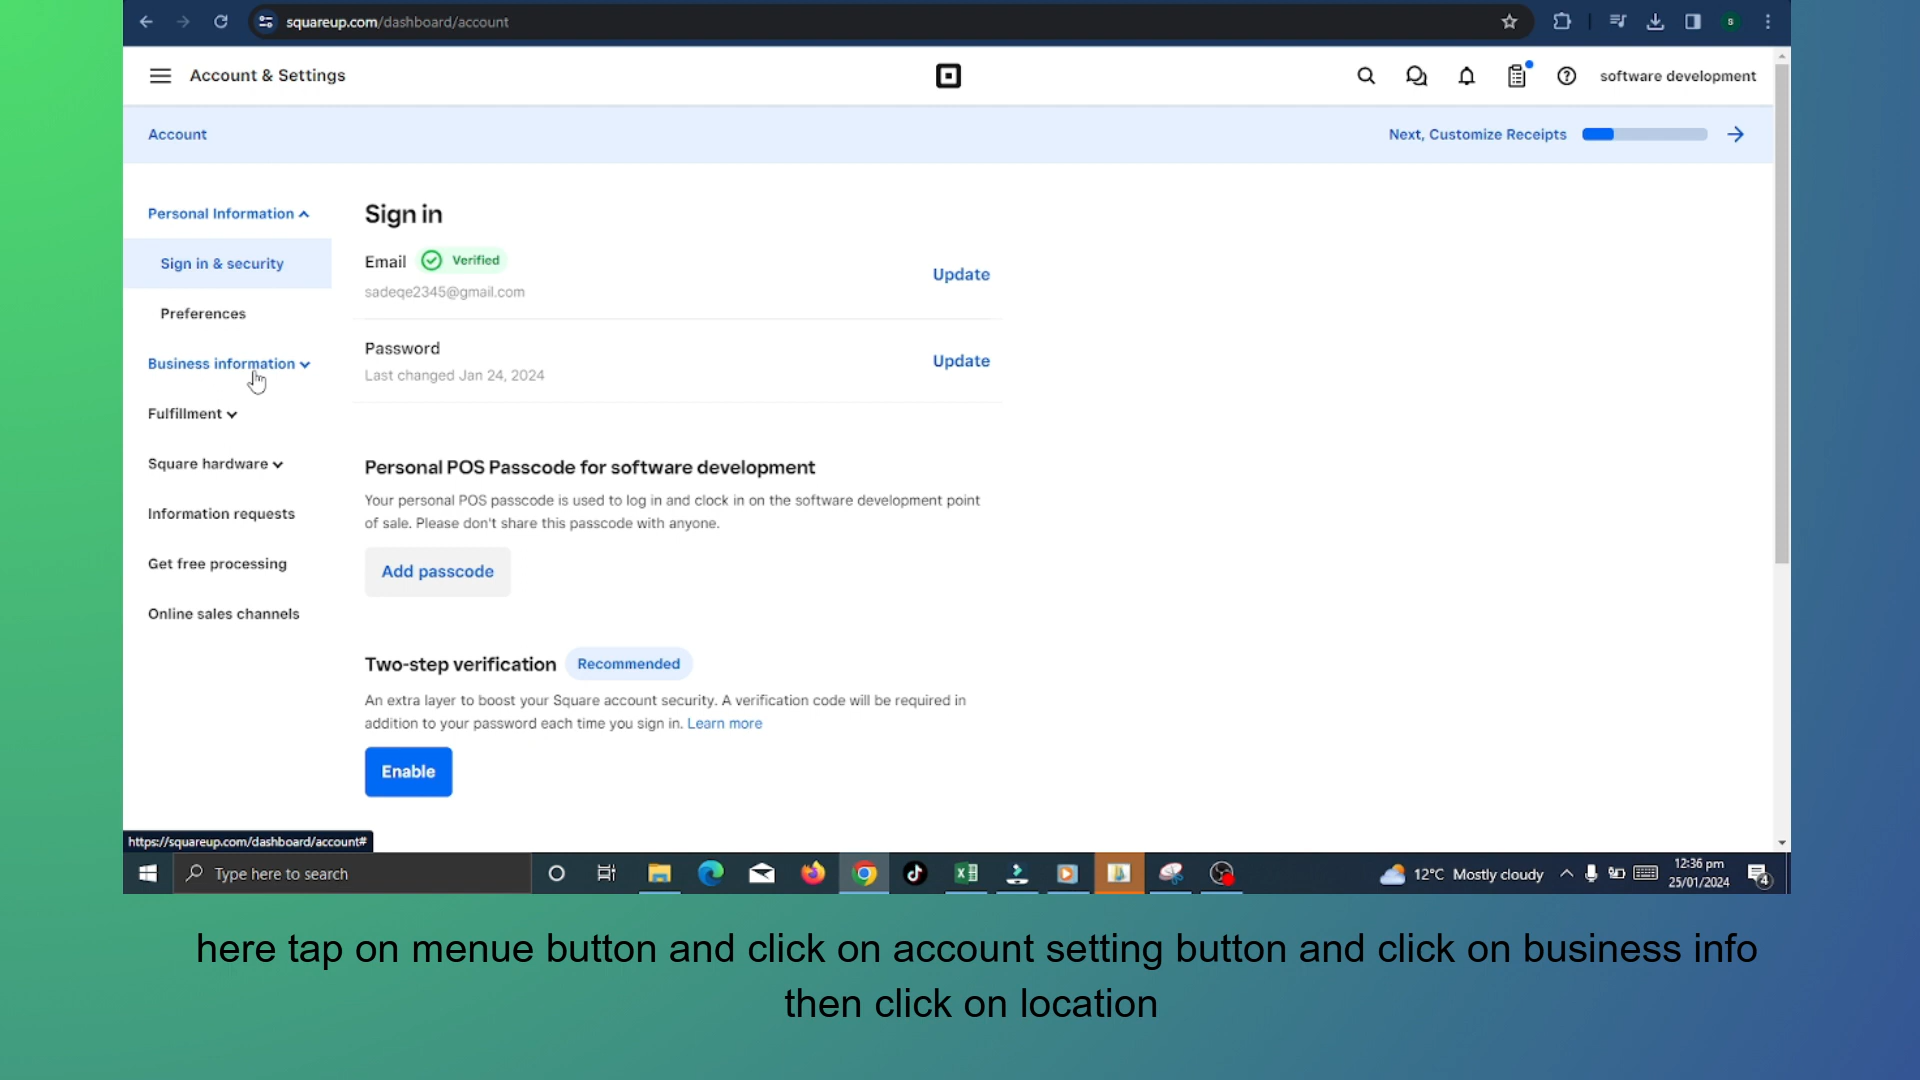 squareup.com/dashboard/account
S
Account & Settings
software development
Account
Next, Customize Receipts
Personal Information
Sign in & security
Preferences
Business information
Fulfillment
Square hardware
Information requests
Get free processing
Online sales channels
Sign in
Email Verified
sadeqe2345@gmail.com
Update
Password
Last changed Jan 24, 2024
Update
Personal POS Passcode for software development
Your personal POS passcode is used to log in and clock in on the software development point
of sale. Please don't share this passcode with anyone.
Add passcode
Two-step verification Recommended
An extra layer to boost your Square account security. A verification code will be required in
addition to your password each time you sign in. Learn more
Enable
https://squareup.com/dashboard/account#
Type here to search
12°C Mostly cloudy
12:36 pm
25/01/2024
4
here tap on menue button and click on account setting button and click on business info
then click on location